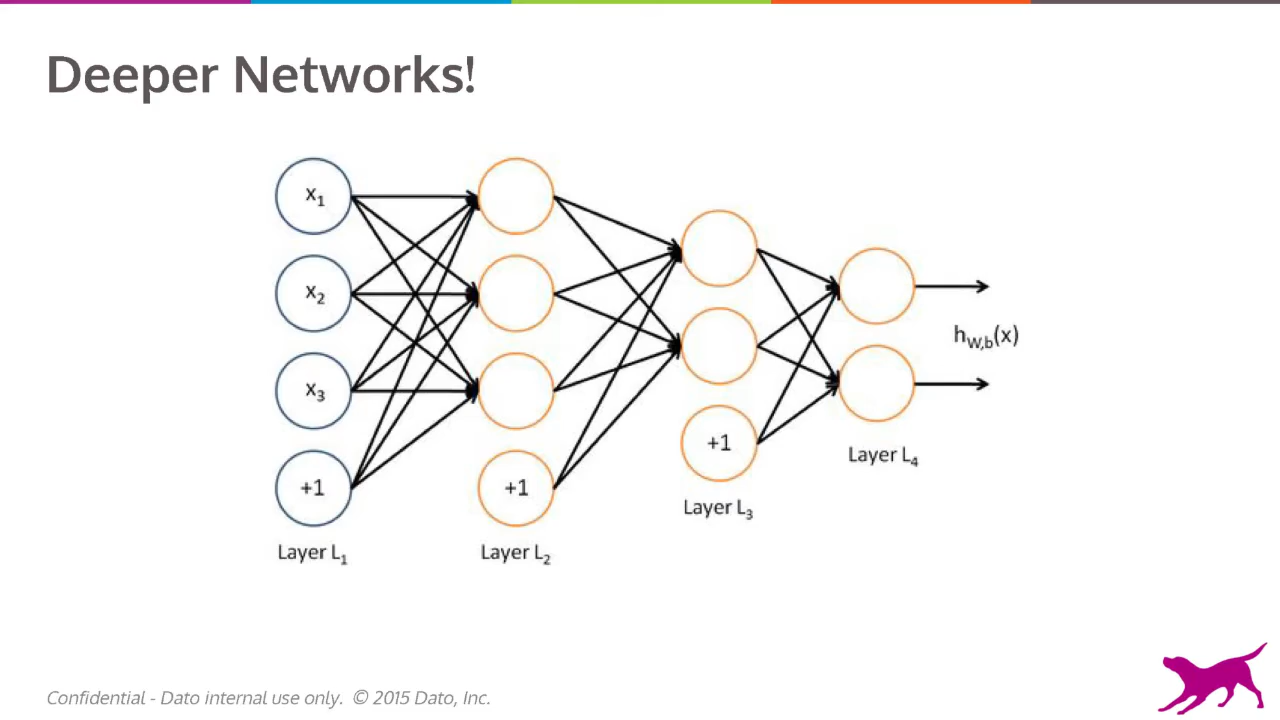 Deeper Networks!
x1
x2
x3
+1
Layer L1
+1
Layer L2
+1
Layer L3
Layer L4
hW,b(x)
Confidential - Dato internal use only. © 2015 Dato, Inc.